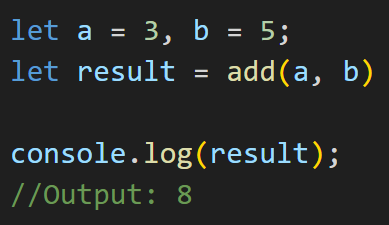 let a = 3, b = 5;
let result = add(a, b)
console.log(result);
//Output: 8